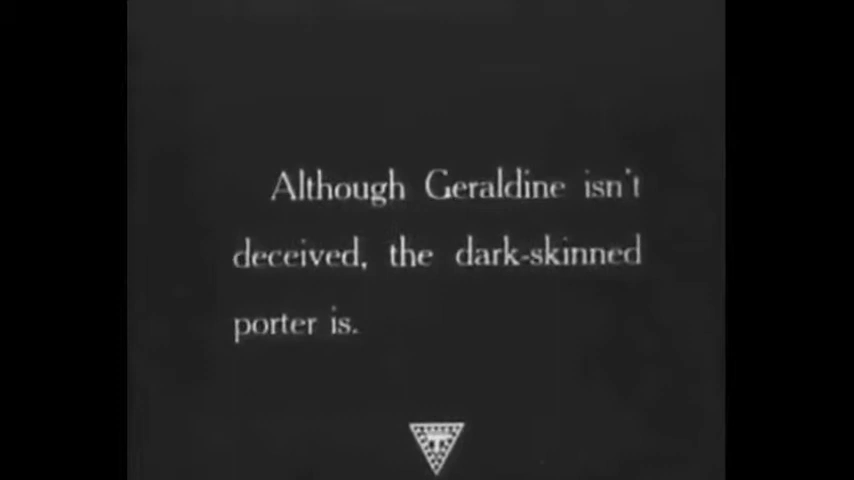 Although Geraldine isn't
deceived, the dark-skinned
porter is.